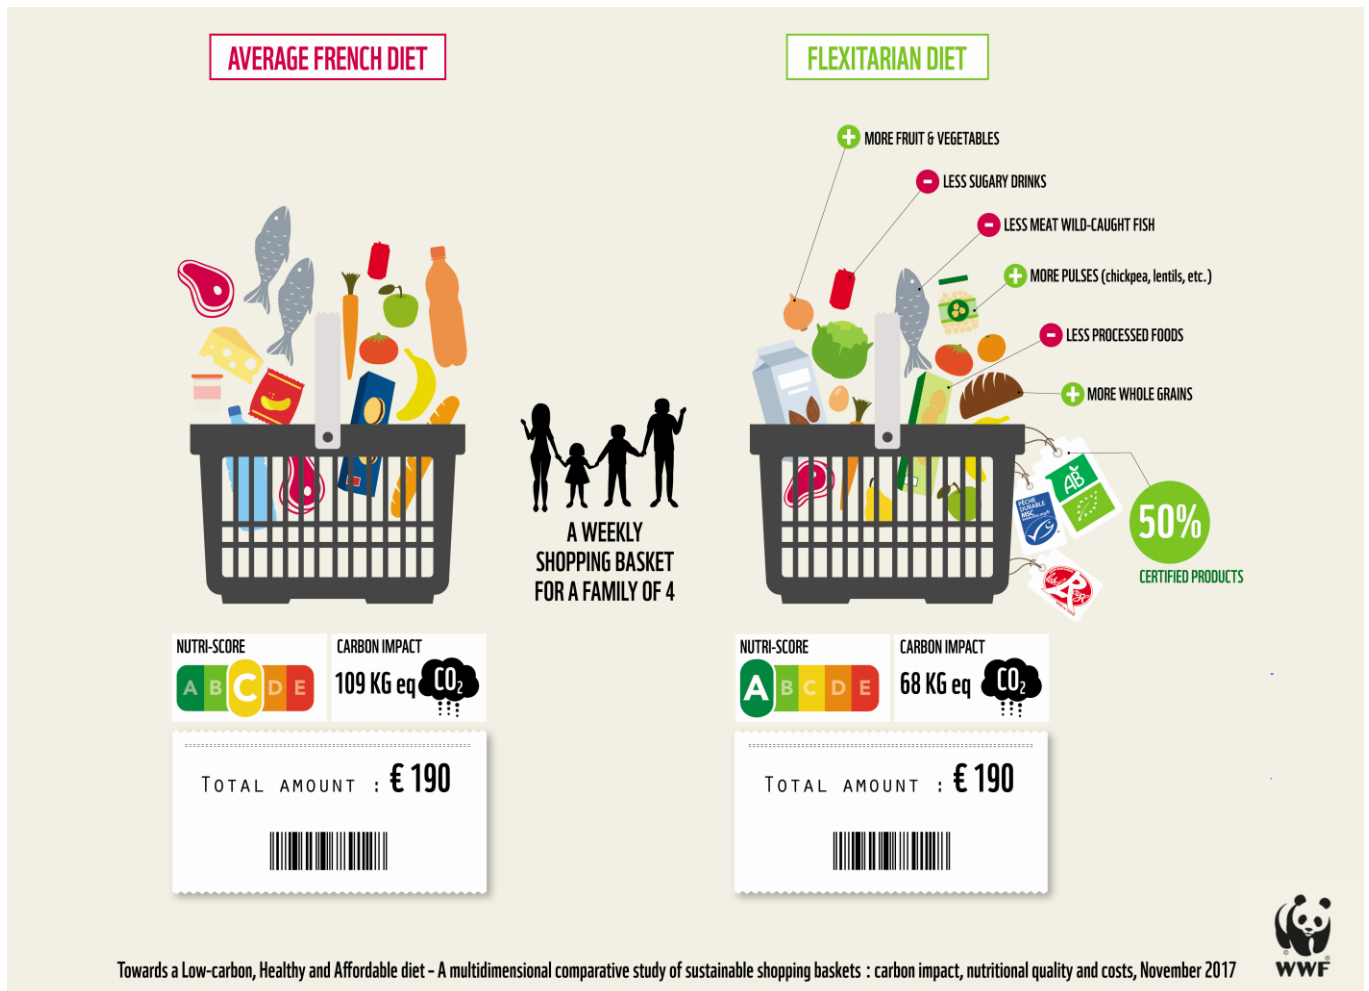 AVERAGE FRENCH DIET
FLEXITARIAN DIET
MORE FRUIT & VEGETABLES
LESS SUGARY DRINKS
LESS MEAT WILD-CAUGHT FISH
MORE PULSES (chickpea, lentils, etc.)
LESS PROCESSED FOODS
MORE WHOLE GRAINS
A WEEKLY
SHOPPING BASKET
FOR A FAMILY OF 4
AB
PÊCHE
DURABLE
MSC
50%
CERTIFIED PRODUCTS
NUTRI-SCORE
A B C D E
CARBON IMPACT
109 KG eq
CO2
TOTAL AMOUNT : € 190
NUTRI-SCORE
A B C D E
CARBON IMPACT
68 KG eq
CO2
TOTAL AMOUNT : € 190
WWF
Towards a Low-carbon, Healthy and Affordable diet – A multidimensional comparative study of sustainable shopping baskets : carbon impact, nutritional quality and costs, November 2017